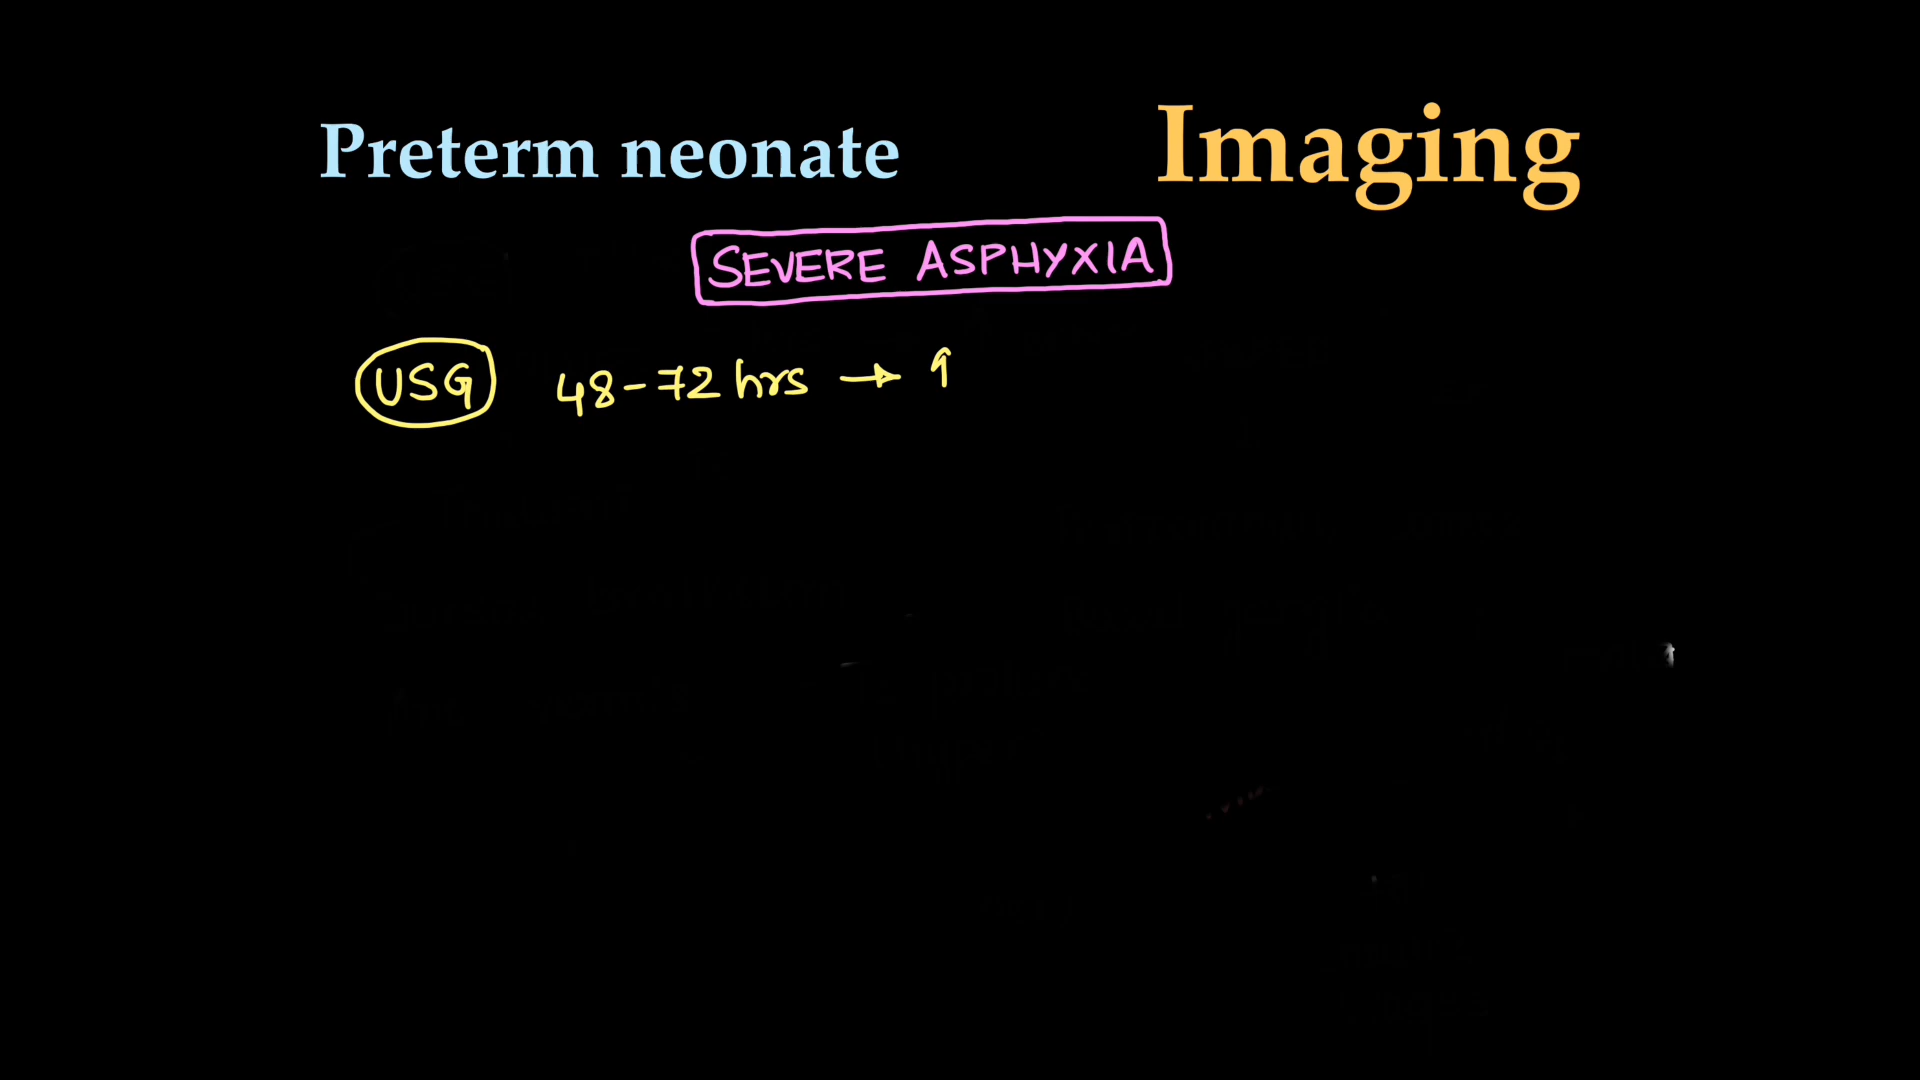 Preterm neonate Imaging
SEVERE ASPHYXIA
USG 48-72 hrs → ↑